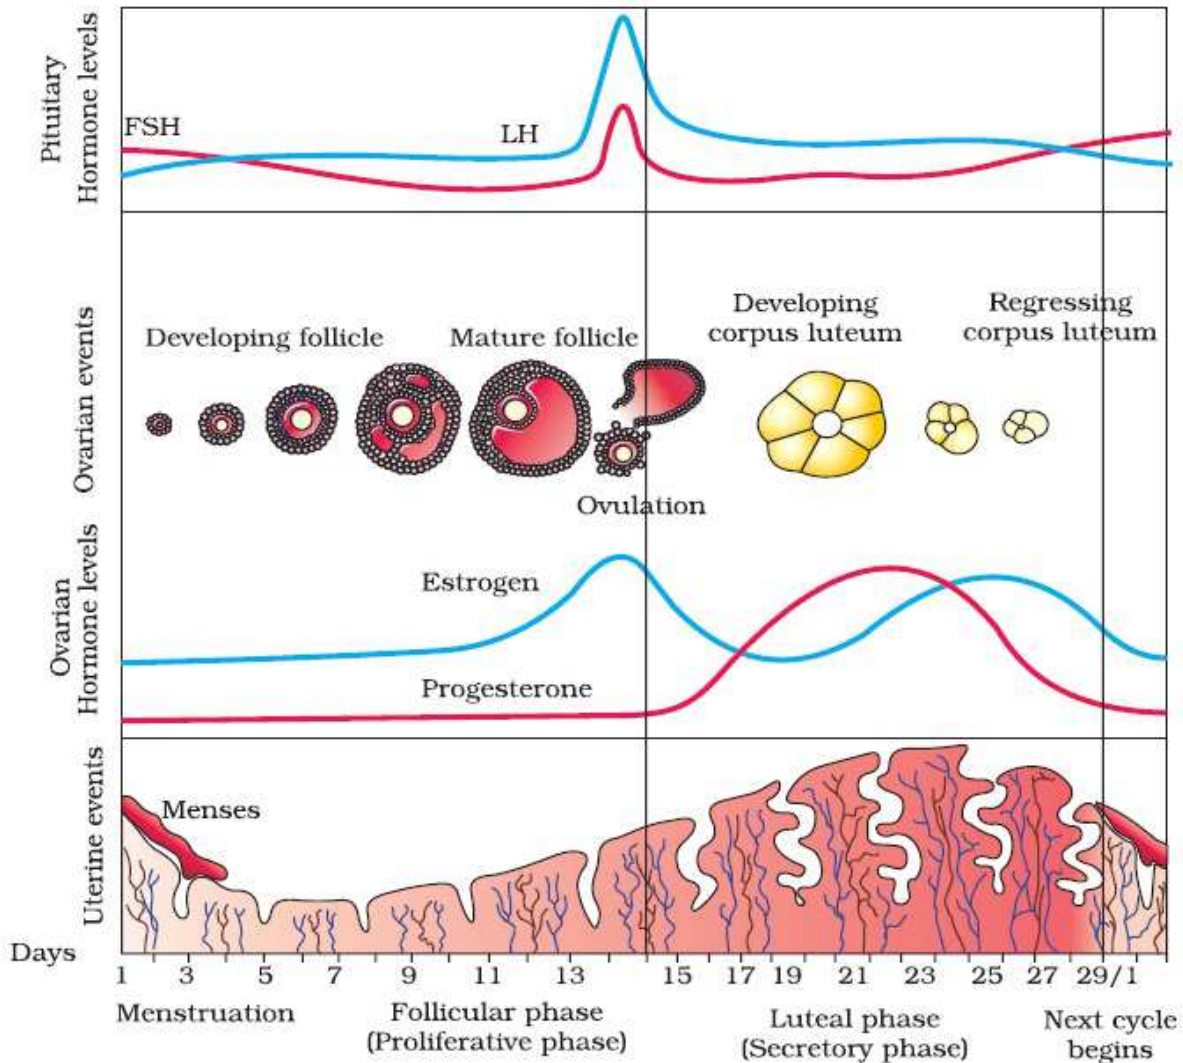 Pituitary
Hormone levels
FSH
LH
Ovarian events
Developing follicle
Mature follicle
Developing
corpus luteum
Regressing
corpus luteum
Ovulation
Ovarian
Hormone levels
Estrogen
Progesterone
Uterine events
Menses
Days
1 3 5 7 9 11 13 15 17 19 21 23 25 27 29/1
Menstruation
Follicular phase
(Proliferative phase)
Luteal phase
(Secretory phase)
Next cycle
begins